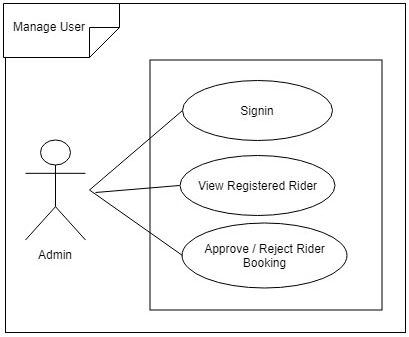 Manage User
Signin
View Registered Rider
Approve / Reject Rider
Booking
Admin